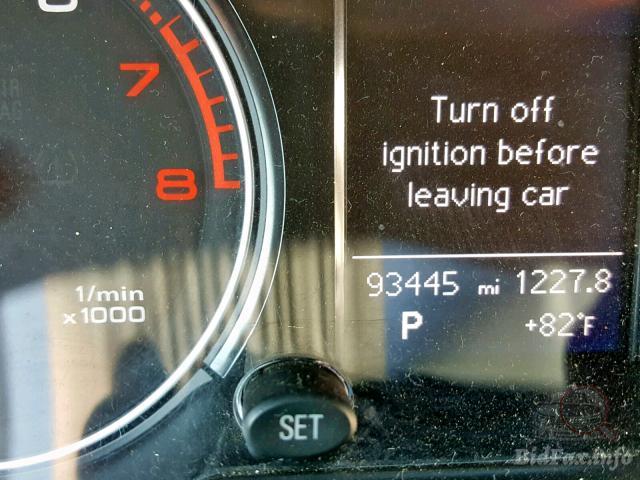 6
7
8
1/min
x1000
Turn off
ignition before
leaving car
93445 mi 1227.8
P +82°F
SET
BidFax.info